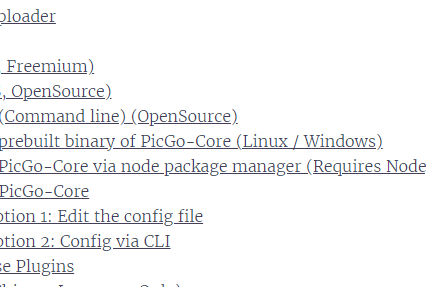 ploader
, Freemium)
, OpenSource)
(Command line) (OpenSource)
prebuilt binary of PicGo-Core (Linux / Windows)
PicGo-Core via node package manager (Requires Node
PicGo-Core
ption 1: Edit the config file
ption 2: Config via CLI
se Plugins